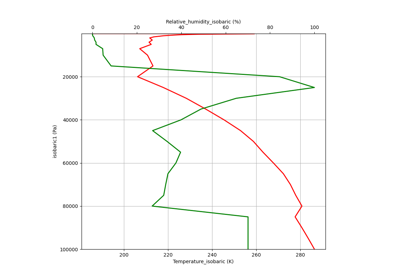 Relative_humidity_isobaric (%)
0 20 40 60 80 100
20000
40000
60000
80000
100000
isobaric1 (Pa)
200 220 240 260 280
Temperature_isobaric (K)